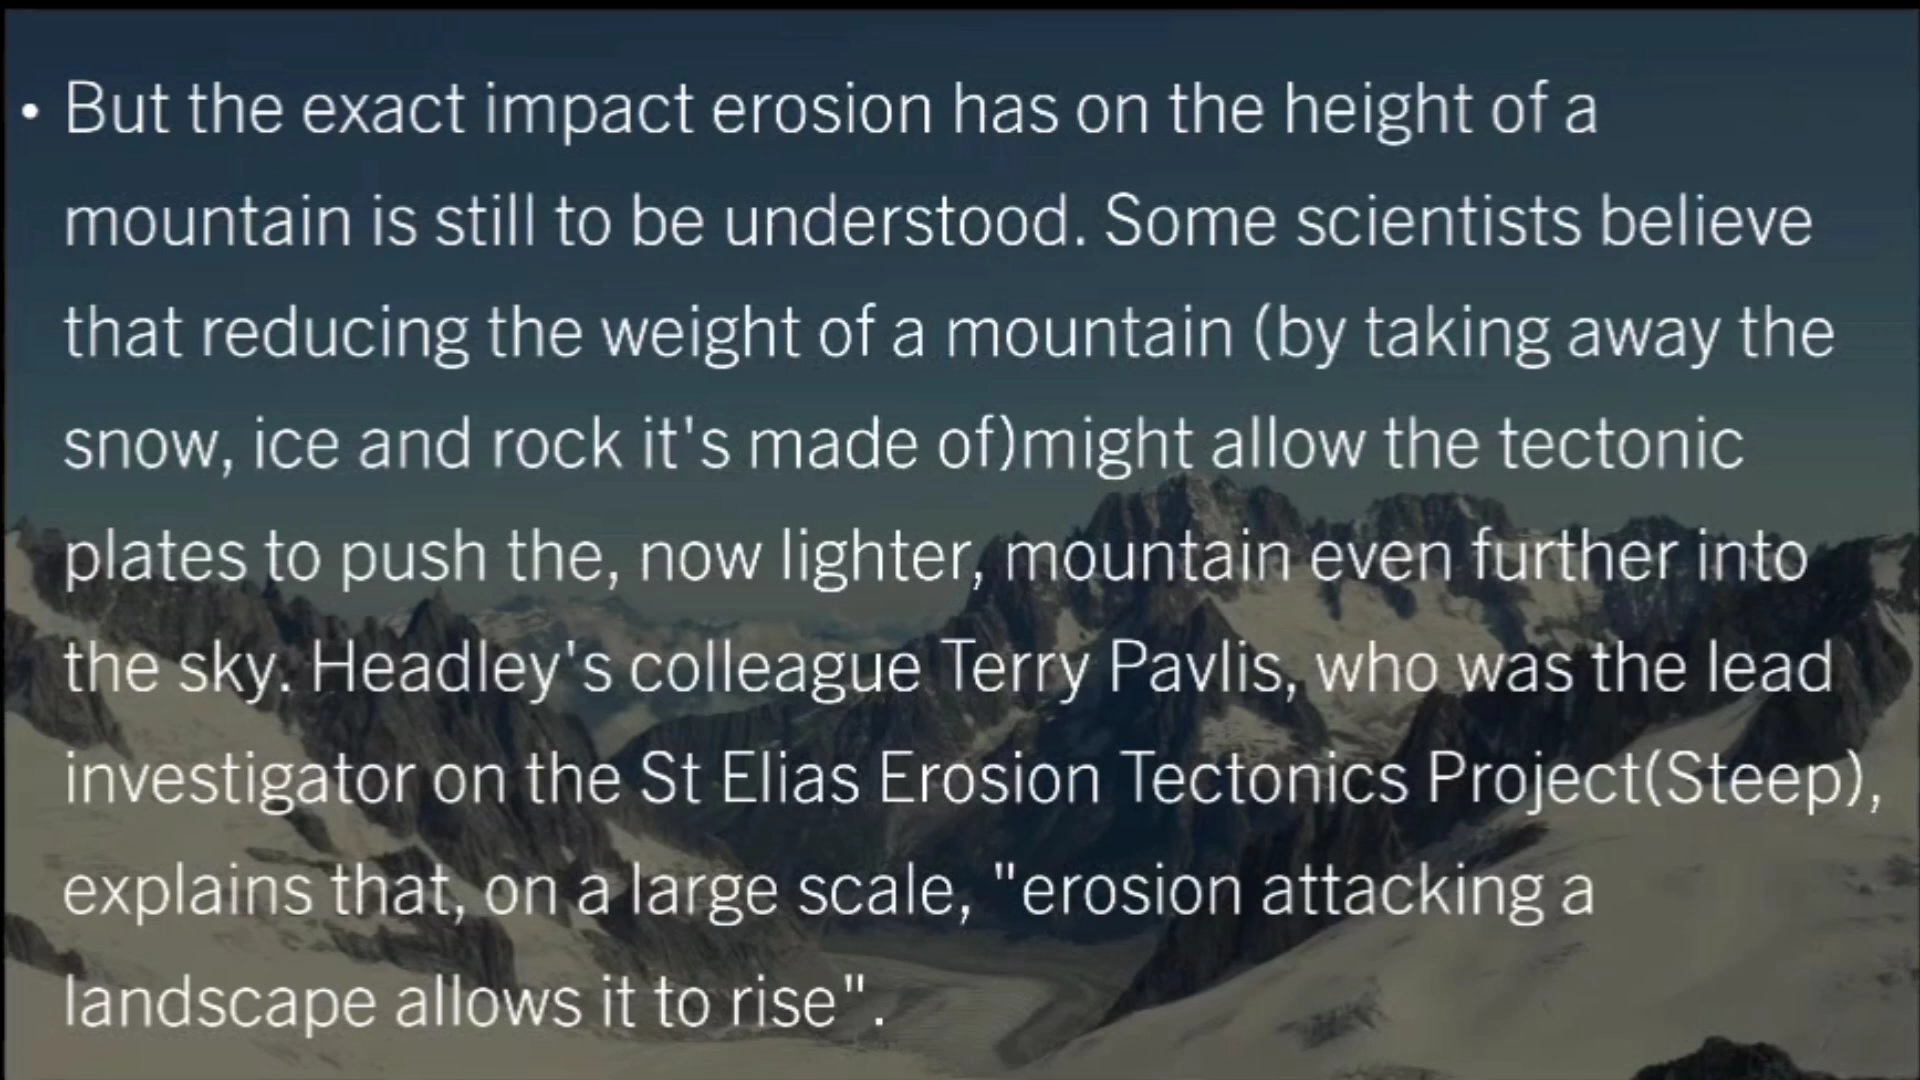 • But the exact impact erosion has on the height of a
mountain is still to be understood. Some scientists believe
that reducing the weight of a mountain (by taking away the
snow, ice and rock it's made of)might allow the tectonic
plates to push the, now lighter, mountain even further into
the sky. Headley's colleague Terry Pavlis, who was the lead
investigator on the St Elias Erosion Tectonics Project(Steep),
explains that, on a large scale, "erosion attacking a
landscape allows it to rise".